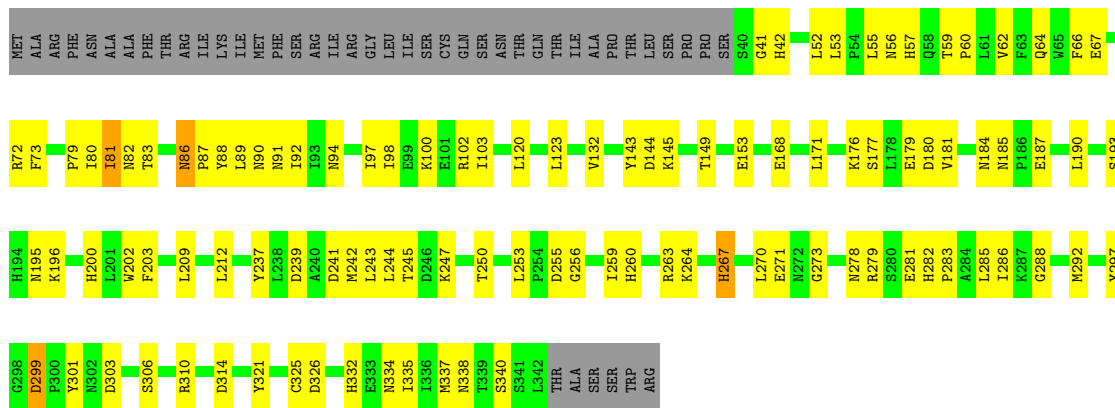 MET ALA ARG PHE ASN ALA ALA PHE THR ARG ILE LYS ILE MET PHE SER ARG ILE ARG GLY LEU ILE SER CYS GLN SER ASN THR GLN THR ILE ALA PRO THR LEU SER PRO PRO SER S40 G41 H42 L52 L53 P54 L55 N56 H57 Q58 T59 P60 L61 V62 F63 Q64 W65 F66 E67
R72 F73 P79 I80 I81 N82 T83 N86 P87 Y88 L89 N90 N91 I92 I93 N94 I97 I98 E99 K100 E101 R102 I103 L120 L123 V132 Y143 D144 K145 T149 E153 E168 L171 K176 S177 L178 E179 D180 V181 N184 N185 P186 E187 L190 S193
H194 N195 K196 H200 L201 W202 F203 L209 L212 Y237 L238 D239 A240 D241 M242 L243 L244 T245 D246 K247 T250 L253 P254 D255 G256 I259 H260 R263 K264 H267 L270 E271 N272 G273 N278 R279 S280 E281 H282 P283 A284 L285 I286 K287 G288 M292 Y297
G298 D299 P300 Y301 N302 D303 S306 R310 D314 Y321 C325 D326 H332 E333 N334 I335 I336 M337 N338 T339 S340 S341 L342 THR ALA SER SER TRP ARG